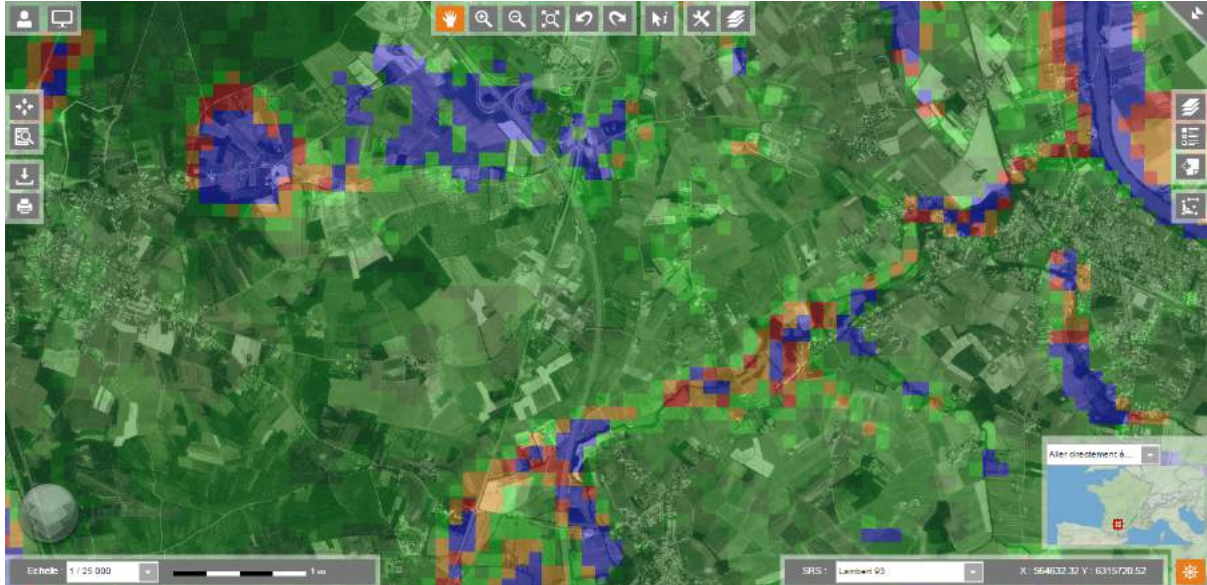 Aller directement à...
Echelle : 1 / 25 000
1 km
SRS : Lambert 93
X : 564632.32 Y : 6315720.52